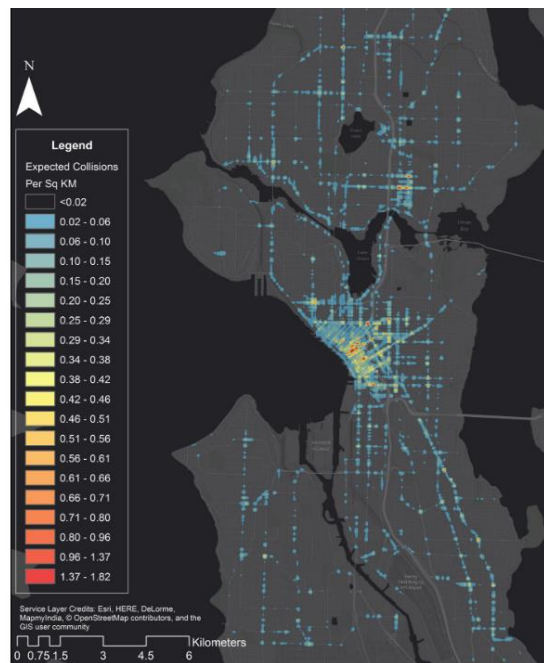 N
Legend
Expected Collisions
Per Sq KM
<0.02
0.02 - 0.06
0.06 - 0.10
0.10 - 0.15
0.15 - 0.20
0.20 - 0.25
0.25 - 0.29
0.29 - 0.34
0.34 - 0.38
0.38 - 0.42
0.42 - 0.46
0.46 - 0.51
0.51 - 0.56
0.56 - 0.61
0.61 - 0.66
0.66 - 0.71
0.71 - 0.80
0.80 - 0.96
0.96 - 1.37
1.37 - 1.82
Service Layer Credits: Esri, HERE, DeLorme,
MapmyIndia, © OpenStreetMap contributors, and the
GIS user community
Kilometers
0 0.75 1.5 3 4.5 6